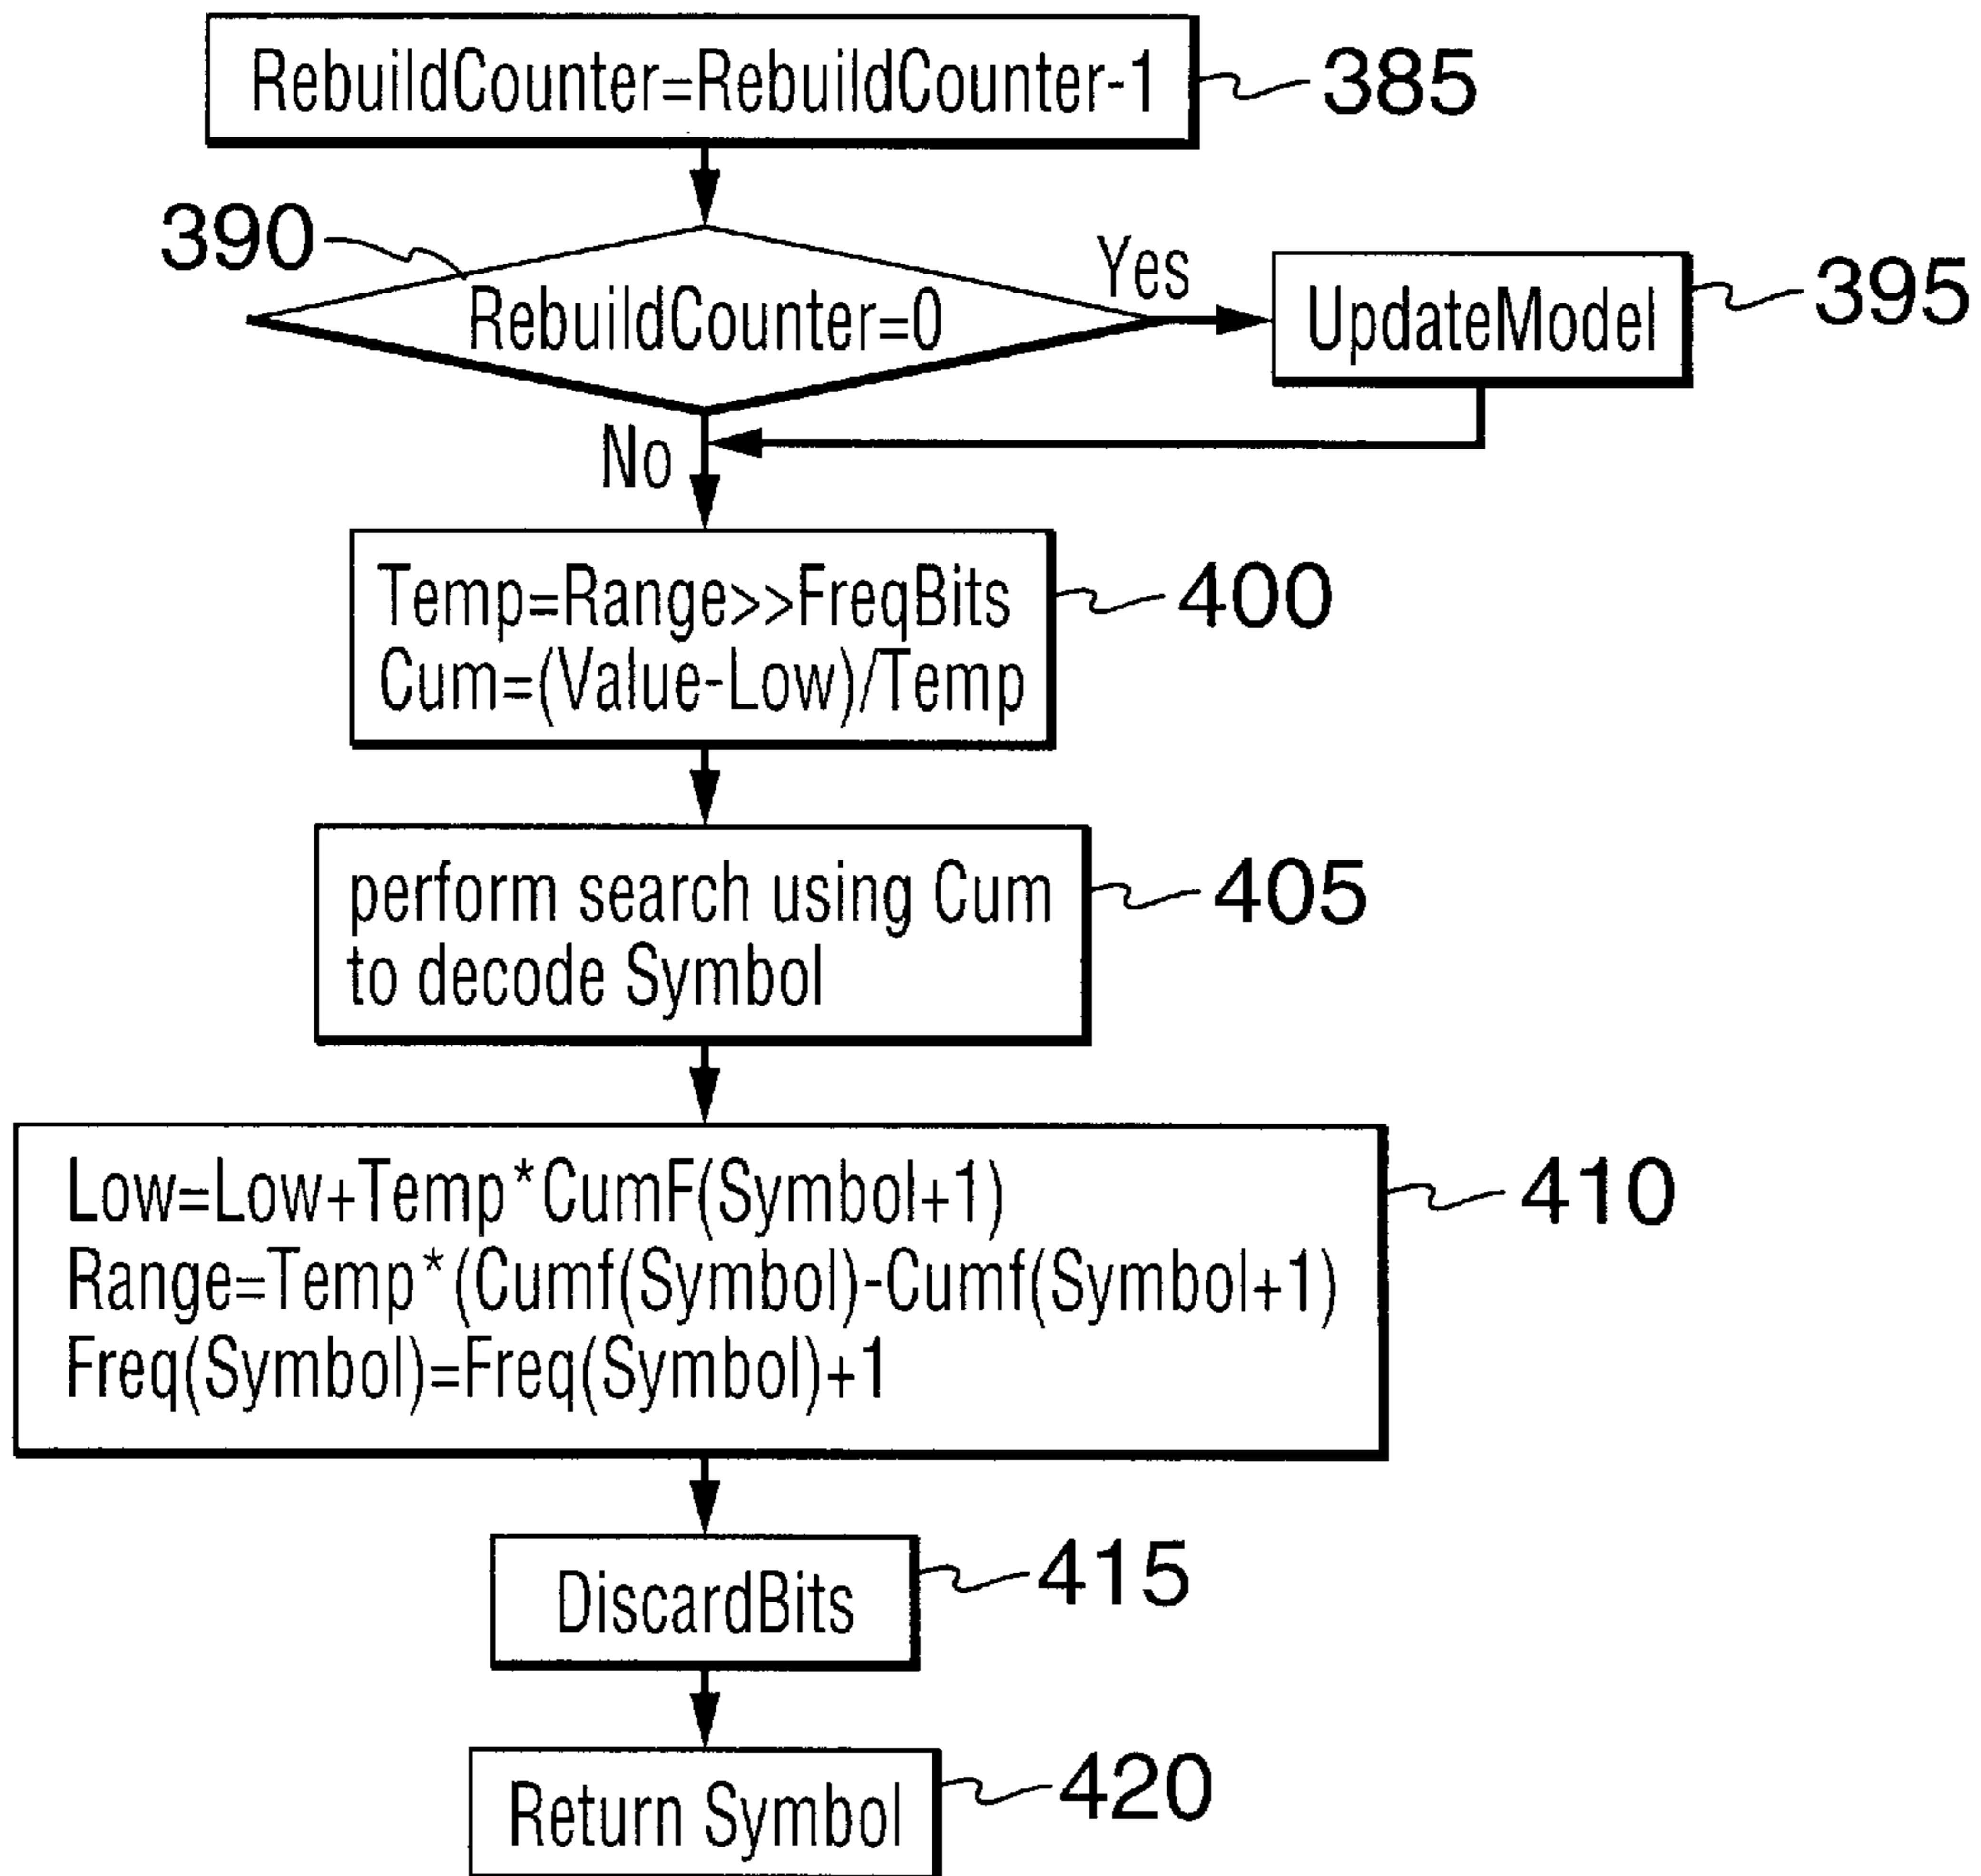 RebuildCounter=RebuildCounter-1
385
390
RebuildCounter=0
Yes
UpdateModel
395
No
Temp=Range>>FreqBits
Cum=(Value-Low)/Temp
400
perform search using Cum
to decode Symbol
405
Low=Low+Temp*CumF(Symbol+1)
Range=Temp*(Cumf(Symbol)-Cumf(Symbol+1)
Freq(Symbol)=Freq(Symbol)+1
410
DiscardBits
415
Return Symbol
420